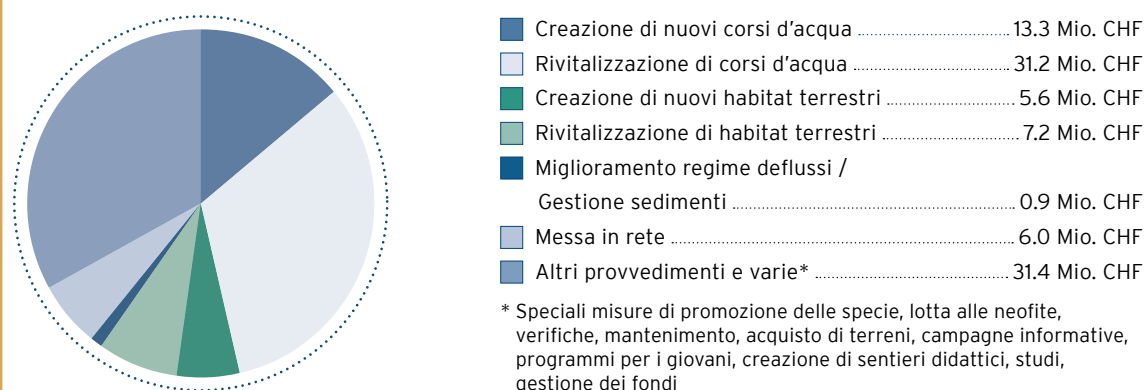 Creazione di nuovi corsi d'acqua 13.3 Mio. CHF
Rivitalizzazione di corsi d'acqua 31.2 Mio. CHF
Creazione di nuovi habitat terrestri 5.6 Mio. CHF
Rivitalizzazione di habitat terrestri 7.2 Mio. CHF
Miglioramento regime deflussi /
Gestione sedimenti 0.9 Mio. CHF
Messa in rete 6.0 Mio. CHF
Altri provvedimenti e varie* 31.4 Mio. CHF
* Speciali misure di promozione delle specie, lotta alle neofite,
verifiche, mantenimento, acquisto di terreni, campagne informative,
programmi per i giovani, creazione di sentieri didattici, studi,
gestione dei fondi